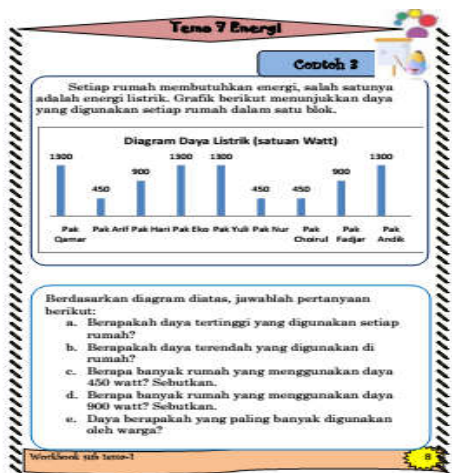 Tema 7 Energi
Contoh 3
Setiap rumah membutuhkan energi, salah satunya
adalah energi listrik. Grafik berikut menunjukkan daya
yang digunakan setiap rumah dalam satu blok.
Diagram Daya Listrik (satuan Watt)
1300 450 900 1300 1300 450 450 900 1300
Pak Qamar Pak Arif Pak Hari Pak Eko Pak Yuli Pak Nur Pak Choirul Pak Fadjar Pak Andik
Berdasarkan diagram diatas, jawablah pertanyaan
berikut:
a. Berapakah daya tertinggi yang digunakan setiap
rumah?
b. Berapakah daya terendah yang digunakan di
rumah?
c. Berapa banyak rumah yang menggunakan daya
450 watt? Sebutkan.
d. Berapa banyak rumah yang menggunakan daya
900 watt? Sebutkan.
e. Daya berapakah yang paling banyak digunakan
oleh warga?
Workbook sub tema-1
8